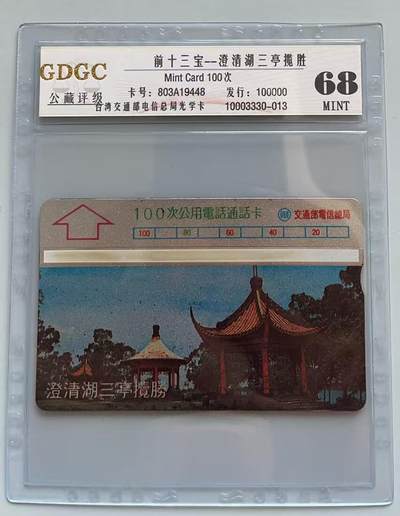 GDGC
公藏评级
前十三宝--澄清湖三亭攬胜
Mint Card 100次
卡号：803A19448 发行：100000
台湾交通部电信总局光学卡 10003330-013
68
MINT
100次公用電話通話卡
交通部電信總局
100 80 60 40 20
澄清湖三亭攬勝